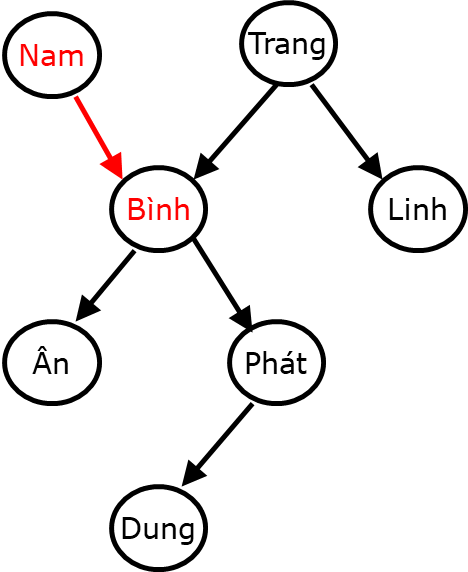 Nam
Trang
Bình
Linh
Ân
Phát
Dung